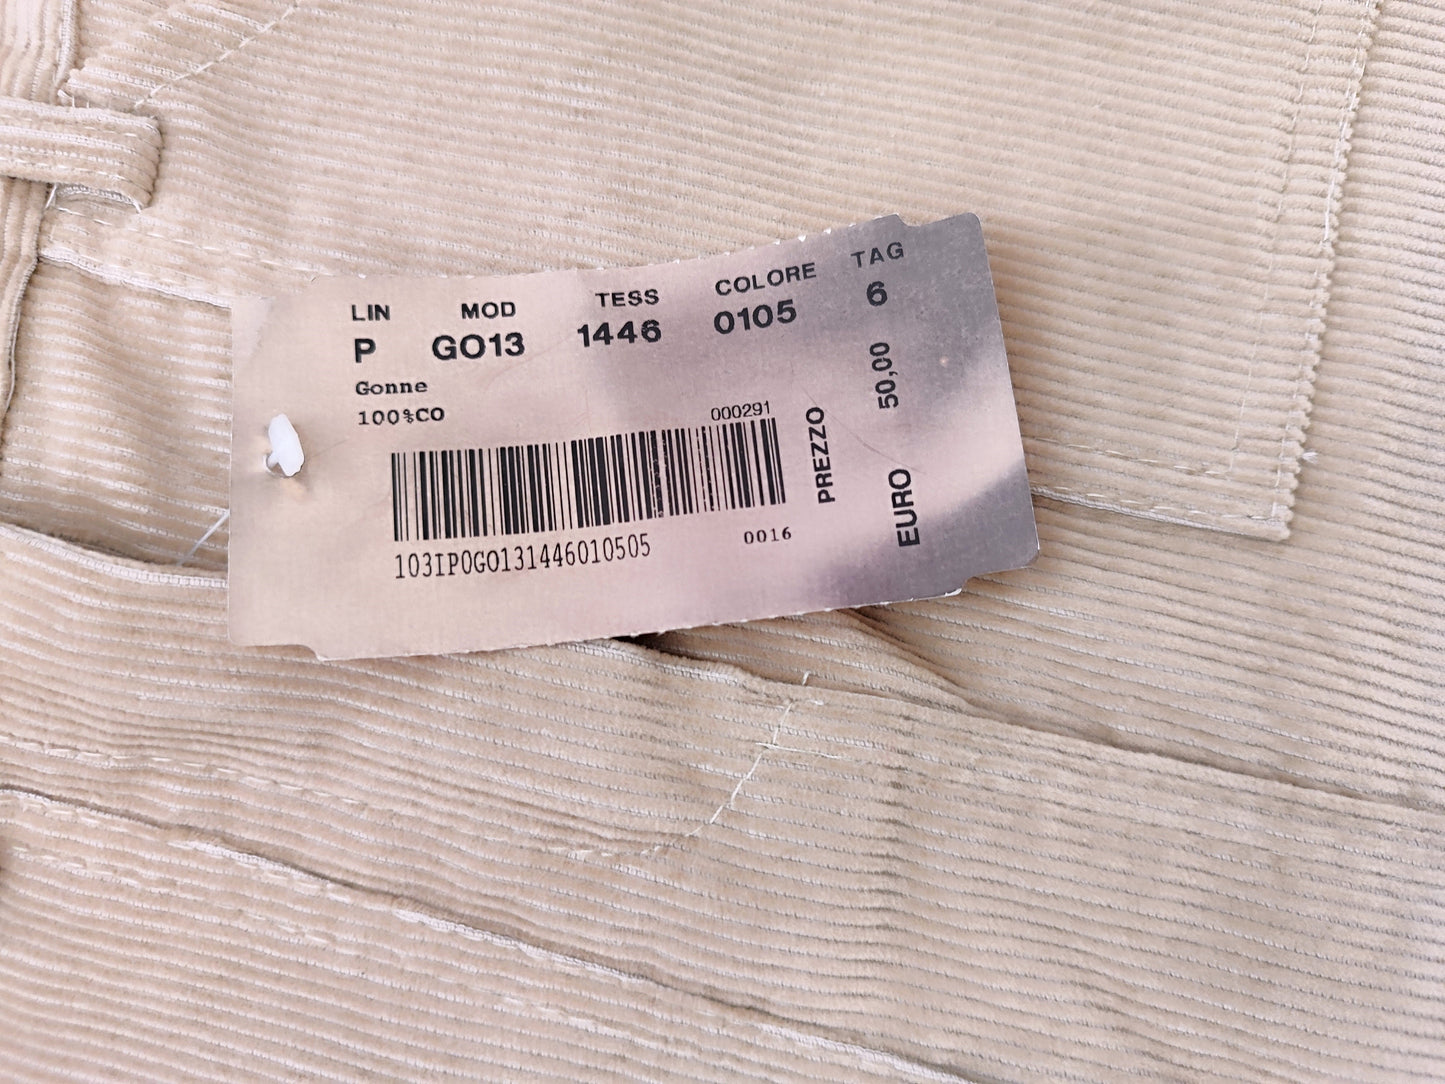 LIN MOD TESS COLORE TAG
P GO13 1446 0105 6
Gonne
100%CO
000291
103IP0GO131446010505
0016
PREZZO
EURO 50,00